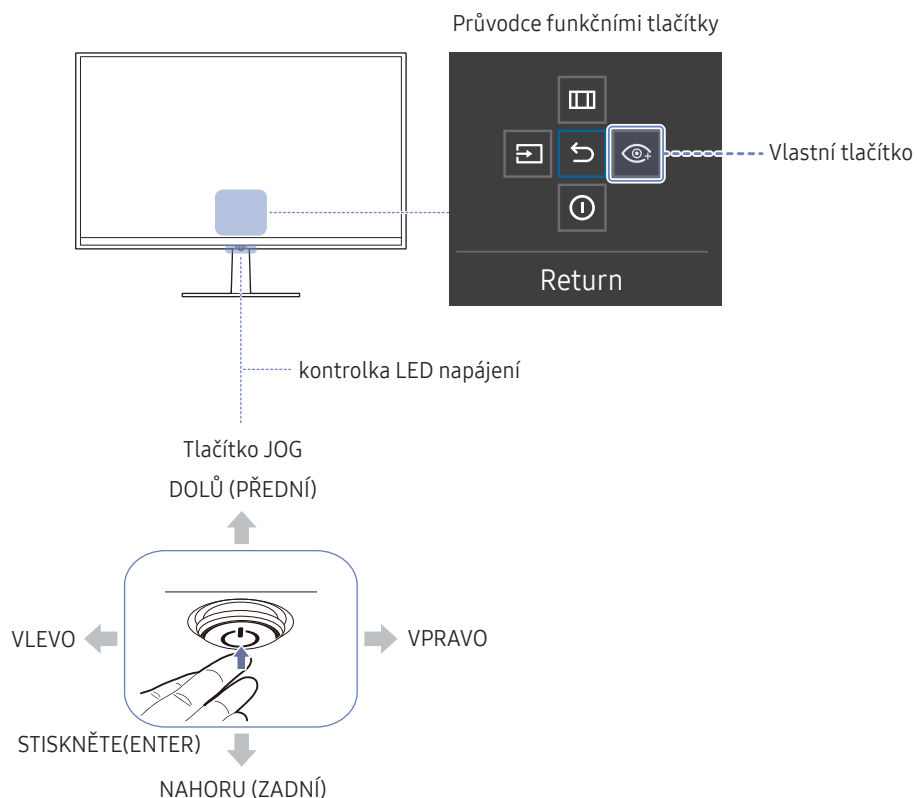 Průvodce funkčními tlačítky
Vlastní tlačítko
Return
kontrolka LED napájení
Tlačítko JOG
DOLŮ (PŘEDNÍ)
VLEVO
VPRAVO
STISKNĚTE(ENTER)
NAHORU (ZADNÍ)